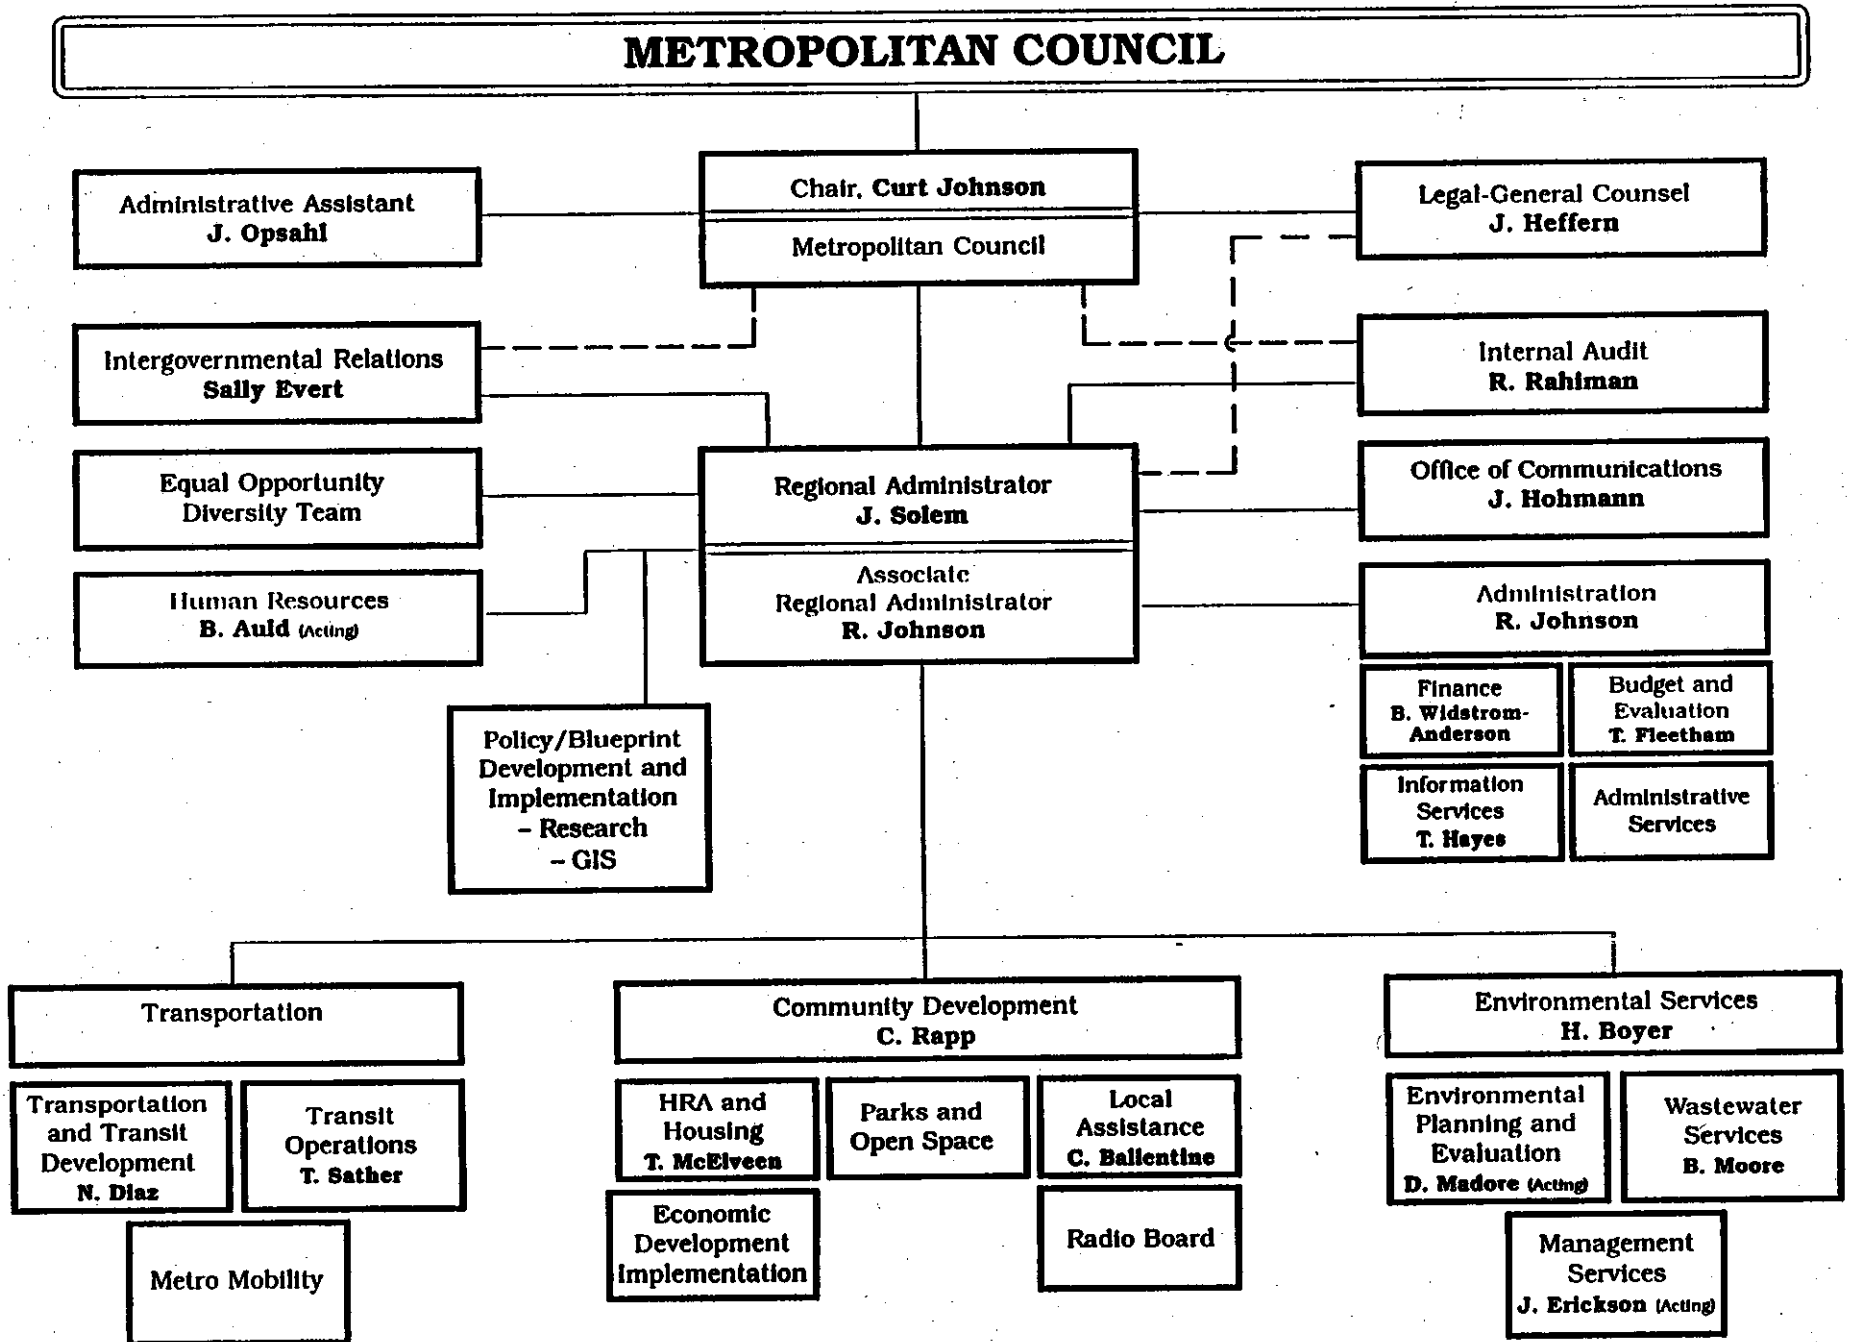 METROPOLITAN COUNCIL
Chair, Curt Johnson
Metropolitan Council
Administrative Assistant
J. Opsahl
Legal-General Counsel
J. Heffern
Intergovernmental Relations
Sally Evert
Internal Audit
R. Rahiman
Equal Opportunity
Diversity Team
Regional Administrator
J. Solem
Associate
Regional Administrator
R. Johnson
Office of Communications
J. Hohmann
Human Resources
B. Auld (Acting)
Administration
R. Johnson
Finance
B. Widstrom-
Anderson
Budget and
Evaluation
T. Fleetham
Information
Services
T. Hayes
Administrative
Services
Policy/Blueprint
Development and
Implementation
– Research
– GIS
Transportation
Transportation
and Transit
Development
N. Diaz
Transit
Operations
T. Sather
Metro Mobility
Community Development
C. Rapp
HRA and
Housing
T. McElveen
Parks and
Open Space
Local
Assistance
C. Ballentine
Economic
Development
Implementation
Radio Board
Environmental Services
H. Boyer
Environmental
Planning and
Evaluation
D. Madore (Acting)
Wastewater
Services
B. Moore
Management
Services
J. Erickson (Acting)